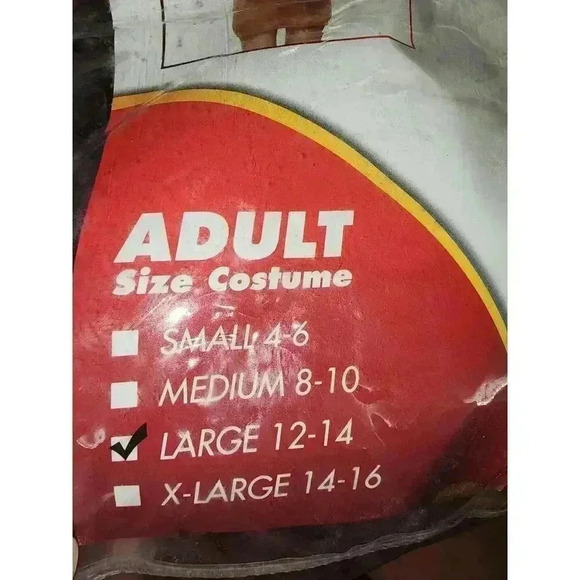 ADULT
Size Costume
SMALL 4-6
MEDIUM 8-10
LARGE 12-14
X-LARGE 14-16